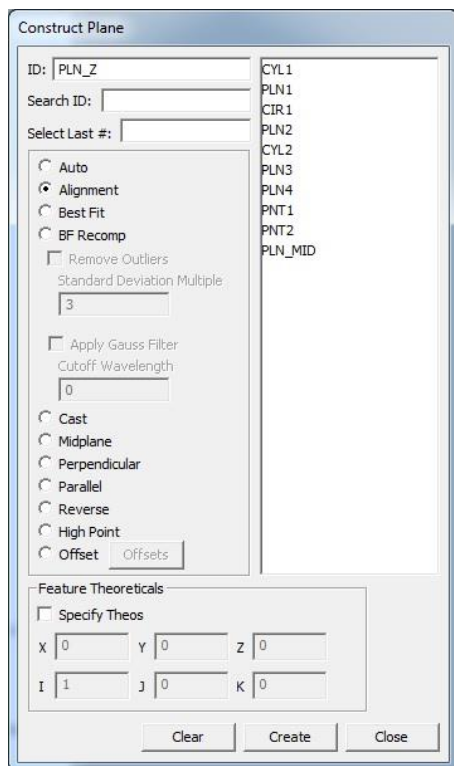 Construct Plane
ID: PLN_Z
Search ID:
Select Last #:
Auto
Alignment
Best Fit
BF Recomp
Remove Outliers
Standard Deviation Multiple
3
Apply Gauss Filter
Cutoff Wavelength
0
Cast
Midplane
Perpendicular
Parallel
Reverse
High Point
Offset Offsets
CYL1
PLN1
CIR1
PLN2
CYL2
PLN3
PLN4
PNT1
PNT2
PLN_MID
Feature Theoreticals
Specify Theos
X 0 Y 0 Z 0
I 1 J 0 K 0
Clear Create Close